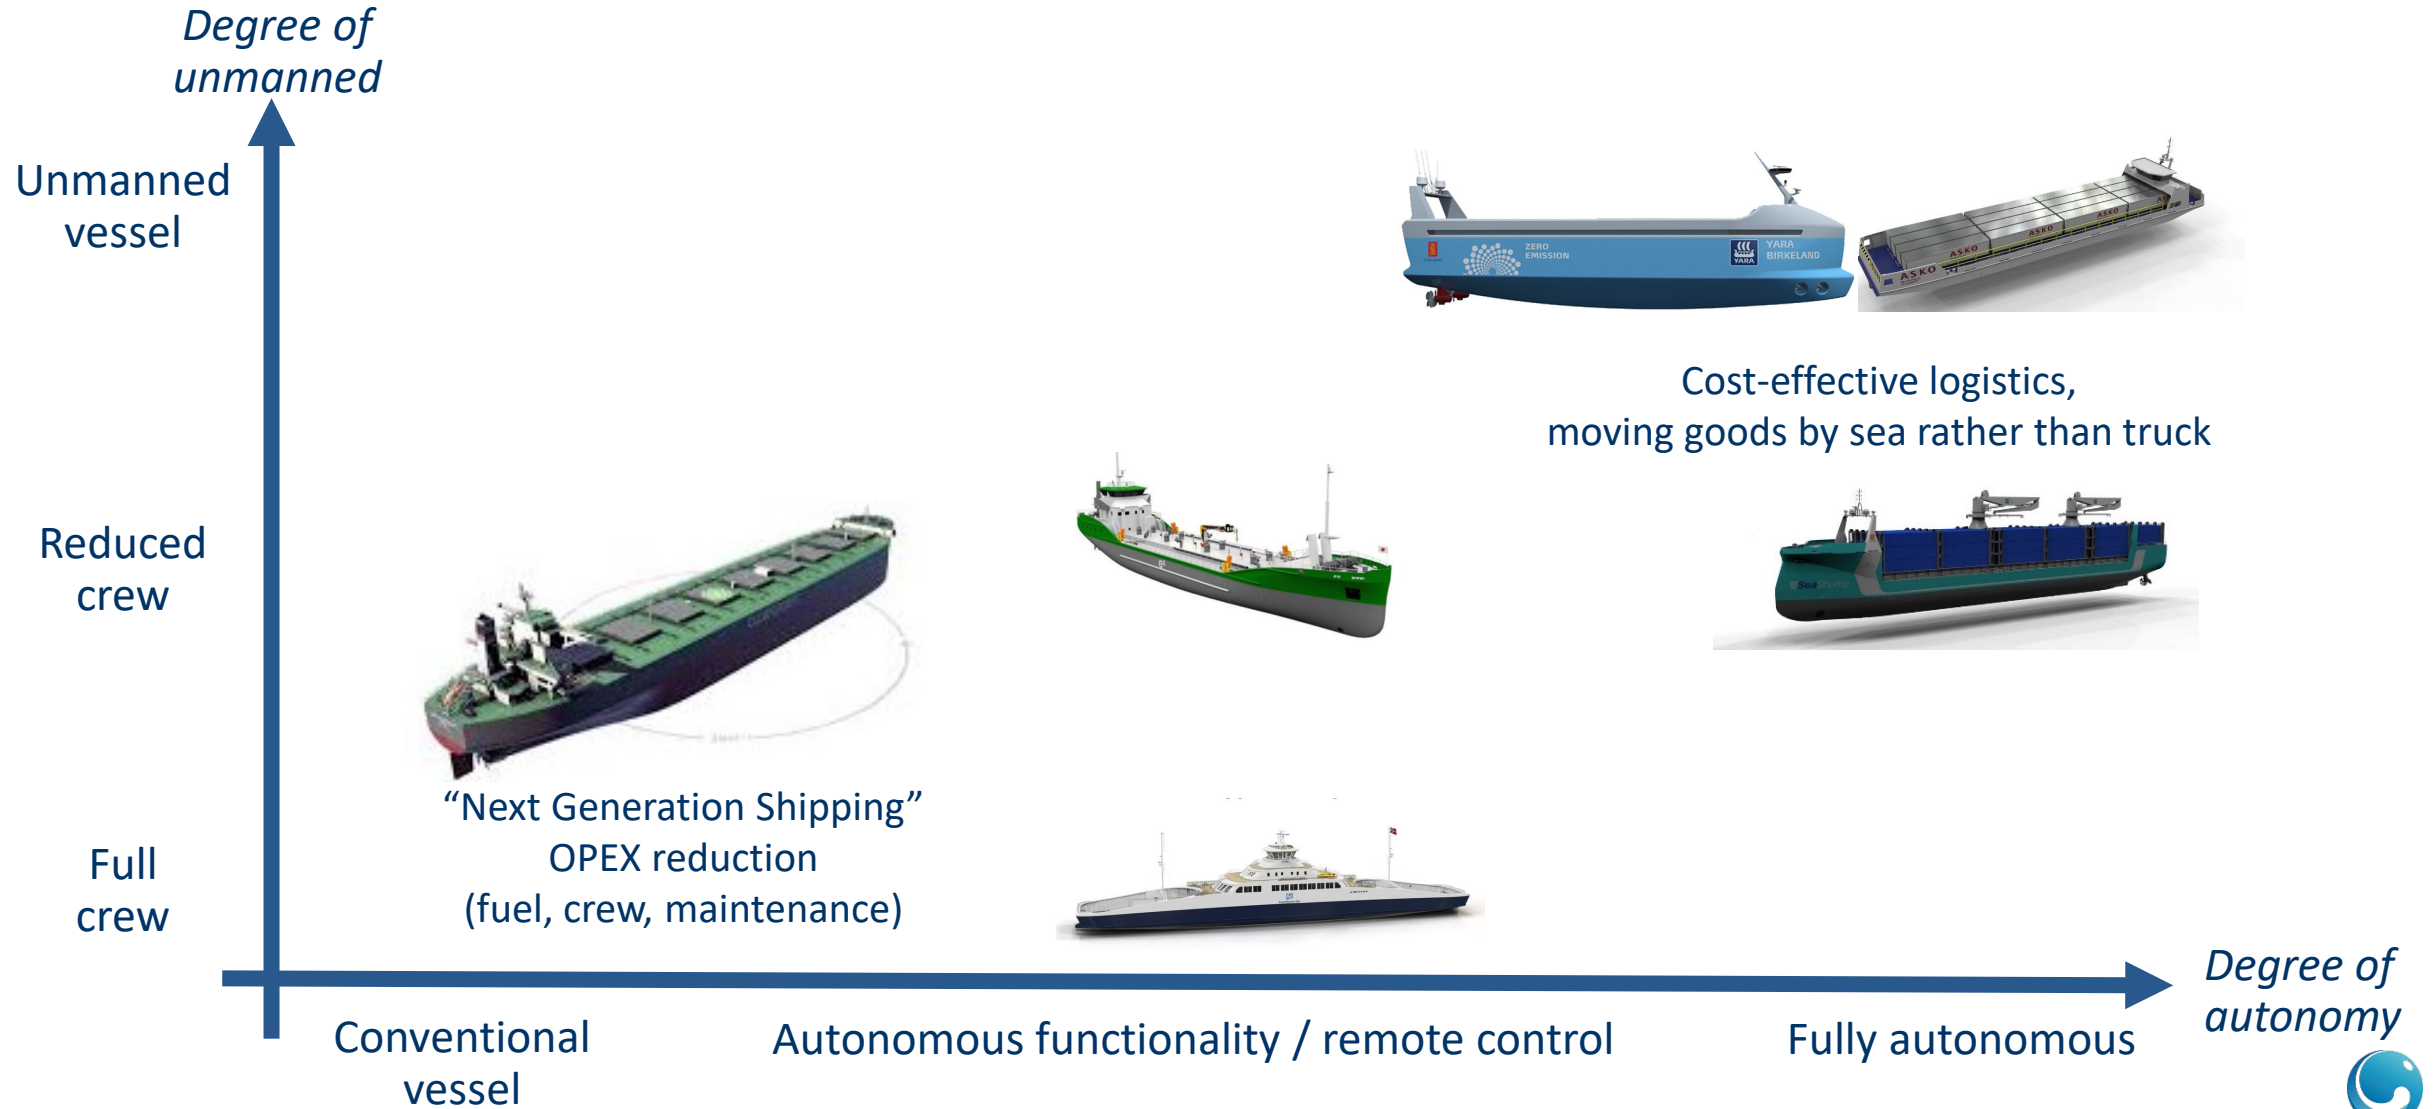 Degree of
unmanned
Unmanned
vessel
ZERO
EMISSION
YARA
YARA
BIRKELAND
ASKO
ASKO
ASKO
ASKO
Cost-effective logistics,
moving goods by sea rather than truck
Reduced
crew
SeaShuttle
“Next Generation Shipping”
OPEX reduction
(fuel, crew, maintenance)
Full
crew
Degree of
autonomy
Conventional
vessel
Autonomous functionality / remote control
Fully autonomous